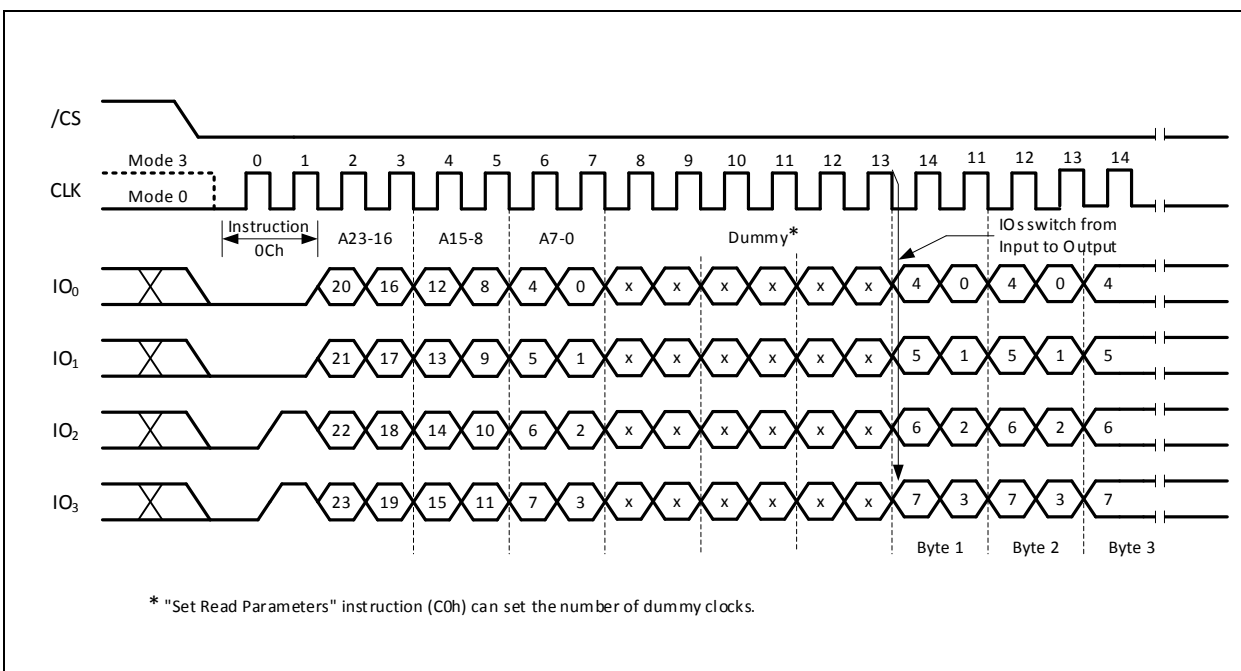 /CS
Mode 3 0 1 2 3 4 5 6 7 8 9 10 11 12 13 14 11 12 13 14
CLK
Mode 0
Instruction A23-16 A15-8 A7-0 Dummy* IOs switch from
0Ch Input to Output
IO0 20 16 12 8 4 0 x x x x x x 4 0 4 0 4
IO1 21 17 13 9 5 1 x x x x x x 5 1 5 1 5
IO2 22 18 14 10 6 2 x x x x x x 6 2 6 2 6
IO3 23 19 15 11 7 3 x x x x x x 7 3 7 3 7
Byte 1 Byte 2 Byte 3
* "Set Read Parameters" instruction (C0h) can set the number of dummy clocks.